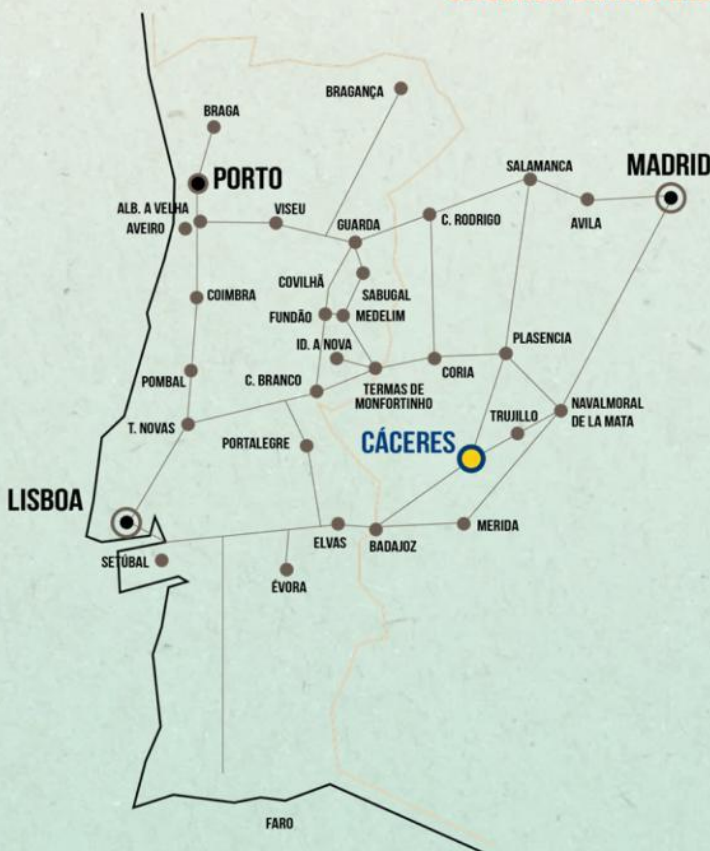 BRAGANÇA
BRAGA
PORTO
SALAMANCA
MADRID
ALB. A VELHA
VISEU
AVEIRO
GUARDA
C. RODRIGO
AVILA
COVILHÃ
SABUGAL
COIMBRA
FUNDÃO
MEDELIM
ID. A NOVA
PLASENCIA
CORIA
POMBAL
C. BRANCO
TERMAS DE
MONFORTINHO
TRUJILLO
NAVALMORAL
DE LA MATA
T. NOVAS
PORTALEGRE
CÁCERES
LISBOA
ELVAS
BADAJOZ
MERIDA
SETÚBAL
ÉVORA
FARO